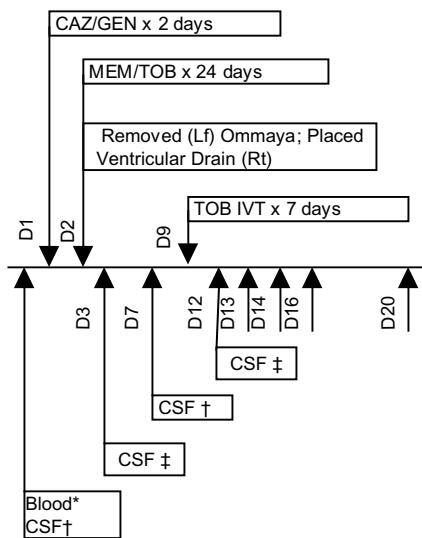 CAZ/GEN x 2 days
MEM/TOB x 24 days
Removed (Lf) Ommaya; Placed
Ventricular Drain (Rt)
TOB IVT x 7 days
D1
D2
D9
D3
D7
D12
D13
D14
D16
D20
CSF ‡
CSF †
CSF ‡
Blood*
CSF†